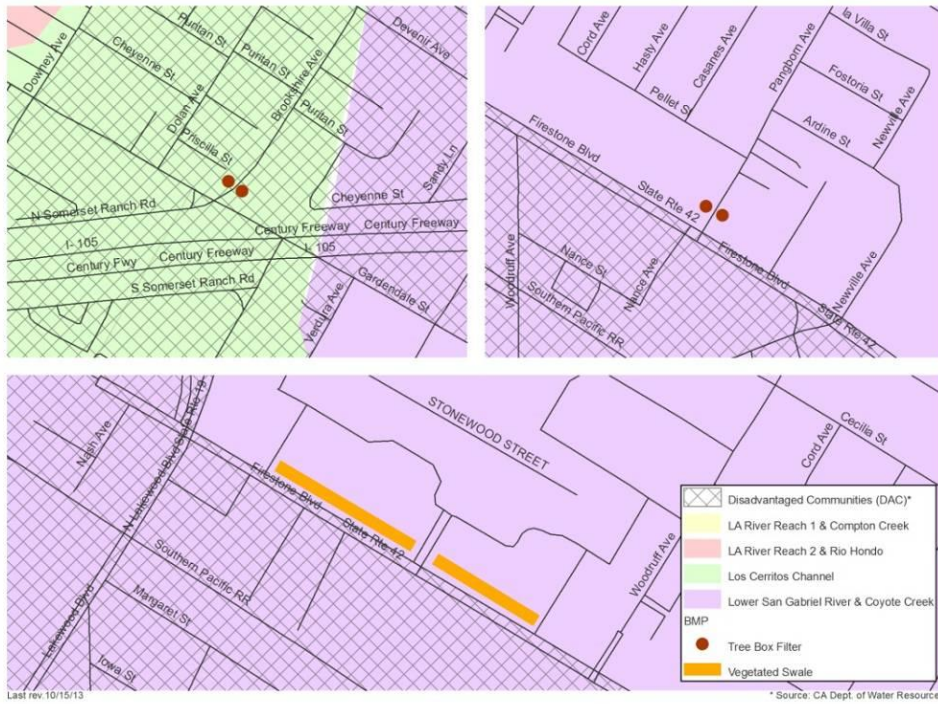 Downey Ave
Cheyenne St
Puritan St
Puritan St
Brookshire Ave
Devenir Ave
Dolan Ave
Priscilla St
Puritan St
Sandy Ln
N Somerset Ranch Rd
Cheyenne St
I- 105
Century Freeway
Century Freeway
Century Fwy
Century Freeway
I- 105
S Somerset Ranch Rd
Verdura Ave
Gardendale St
Cord Ave
Hasty Ave
Casanes Ave
Pangborn Ave
la Villa St
Fostoria St
Newville Ave
Pellet St
Ardine St
Firestone Blvd
State Rte 42
Woodruff Ave
Nance St
Nance Ave
Firestone Blvd
Southern Pacific RR
Newville Ave
State Rte 42
Nash Ave
N Lakewood Blvd
State Rte 19
STONEWOOD STREET
Cord Ave
Cecilia St
Firestone Blvd
State Rte 42
Southern Pacific RR
Margaret St
Lakewood Blvd
Iowa St
Woodruff Ave
Disadvantaged Communities (DAC)*
LA River Reach 1 & Compton Creek
LA River Reach 2 & Rio Hondo
Los Cerritos Channel
Lower San Gabriel River & Coyote Creek
BMP
Tree Box Filter
Vegetated Swale
Last rev.10/15/13
* Source: CA Dept. of Water Resource